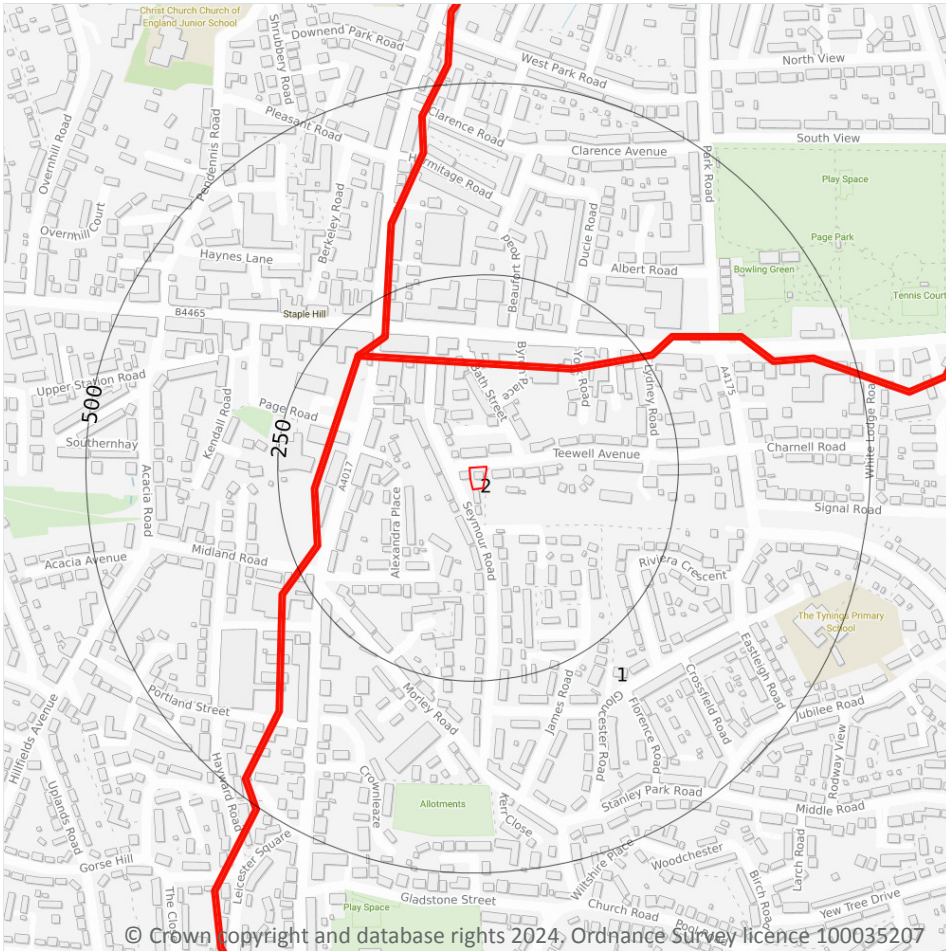 Christ Church Church of
England Junior School
Shrubbery Road
Downend Park Road
West Park Road
North View
Overnhill Road
Pendennis Road
Pleasant Road
Clarence Road
Clarence Avenue
South View
Hermitage Road
Park Road
Play Space
Overnhill Court
Berkeley Road
Ducie Road
Page Park
Haynes Lane
Beaufort Road
Albert Road
Bowling Green
Tennis Court
B4465
Staple Hill
Upper Station Road
Byron Place
York Road
Bath Street
Lydney Road
A4175
White Lodge Road
500
Kendall Road
Page Road
250
Southernhay
Acacia Road
A4017
Teewell Avenue
Charnell Road
2
Signal Road
Alexandra Place
Seymour Road
Acacia Avenue
Midland Road
Riviera Crescent
The Tynings Primary
School
Eastleigh Road
1
Portland Street
Morley Road
James Road
Gloucester Road
Florence Road
Crossfield Road
Jubilee Road
Hillfields Avenue
Hayward Road
Rodway View
Uplands Road
Crownleaze
Allotments
Kerr Close
Stanley Park Road
Middle Road
Gorse Hill
Leicester Square
Wiltshire Place
Woodchester
Birch Road
Larch Road
The Clo
Play Space
Gladstone Street
Church Road
Yew Tree Drive
© Crown copyright and database rights 2024, Ordnance Survey licence 100035207